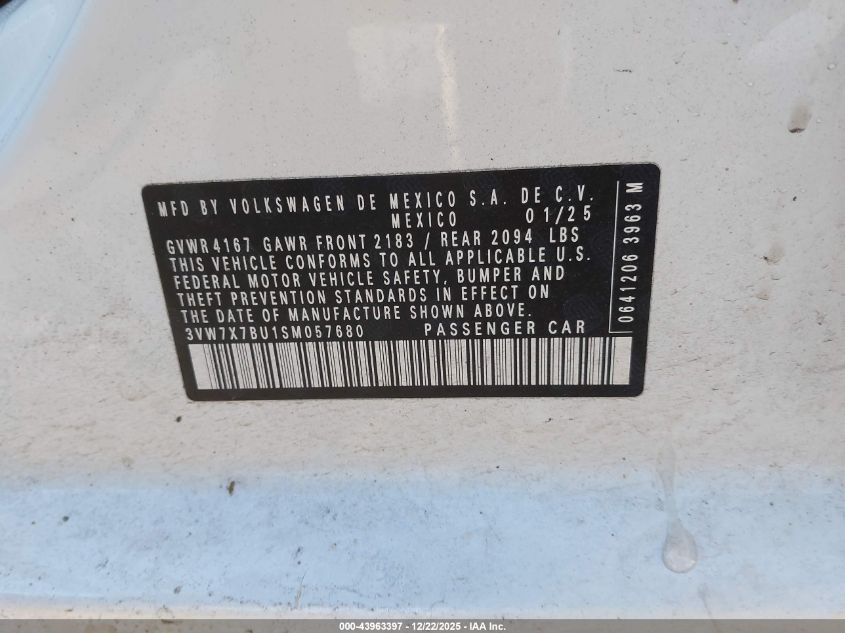 MFD BY VOLKSWAGEN DE MEXICO S.A. DE C.V.
MEXICO 01/25
GVWR 4167 GAWR FRONT 2183 / REAR 2094 LBS
THIS VEHICLE CONFORMS TO ALL APPLICABLE U.S.
FEDERAL MOTOR VEHICLE SAFETY, BUMPER AND
THEFT PREVENTION STANDARDS IN EFFECT ON
THE DATE OF MANUFACTURE SHOWN ABOVE.
3VW7X7BU1SM057680 PASSENGER CAR
0641206 3963 M
000-43963397 - 12/22/2025 - IAA Inc.